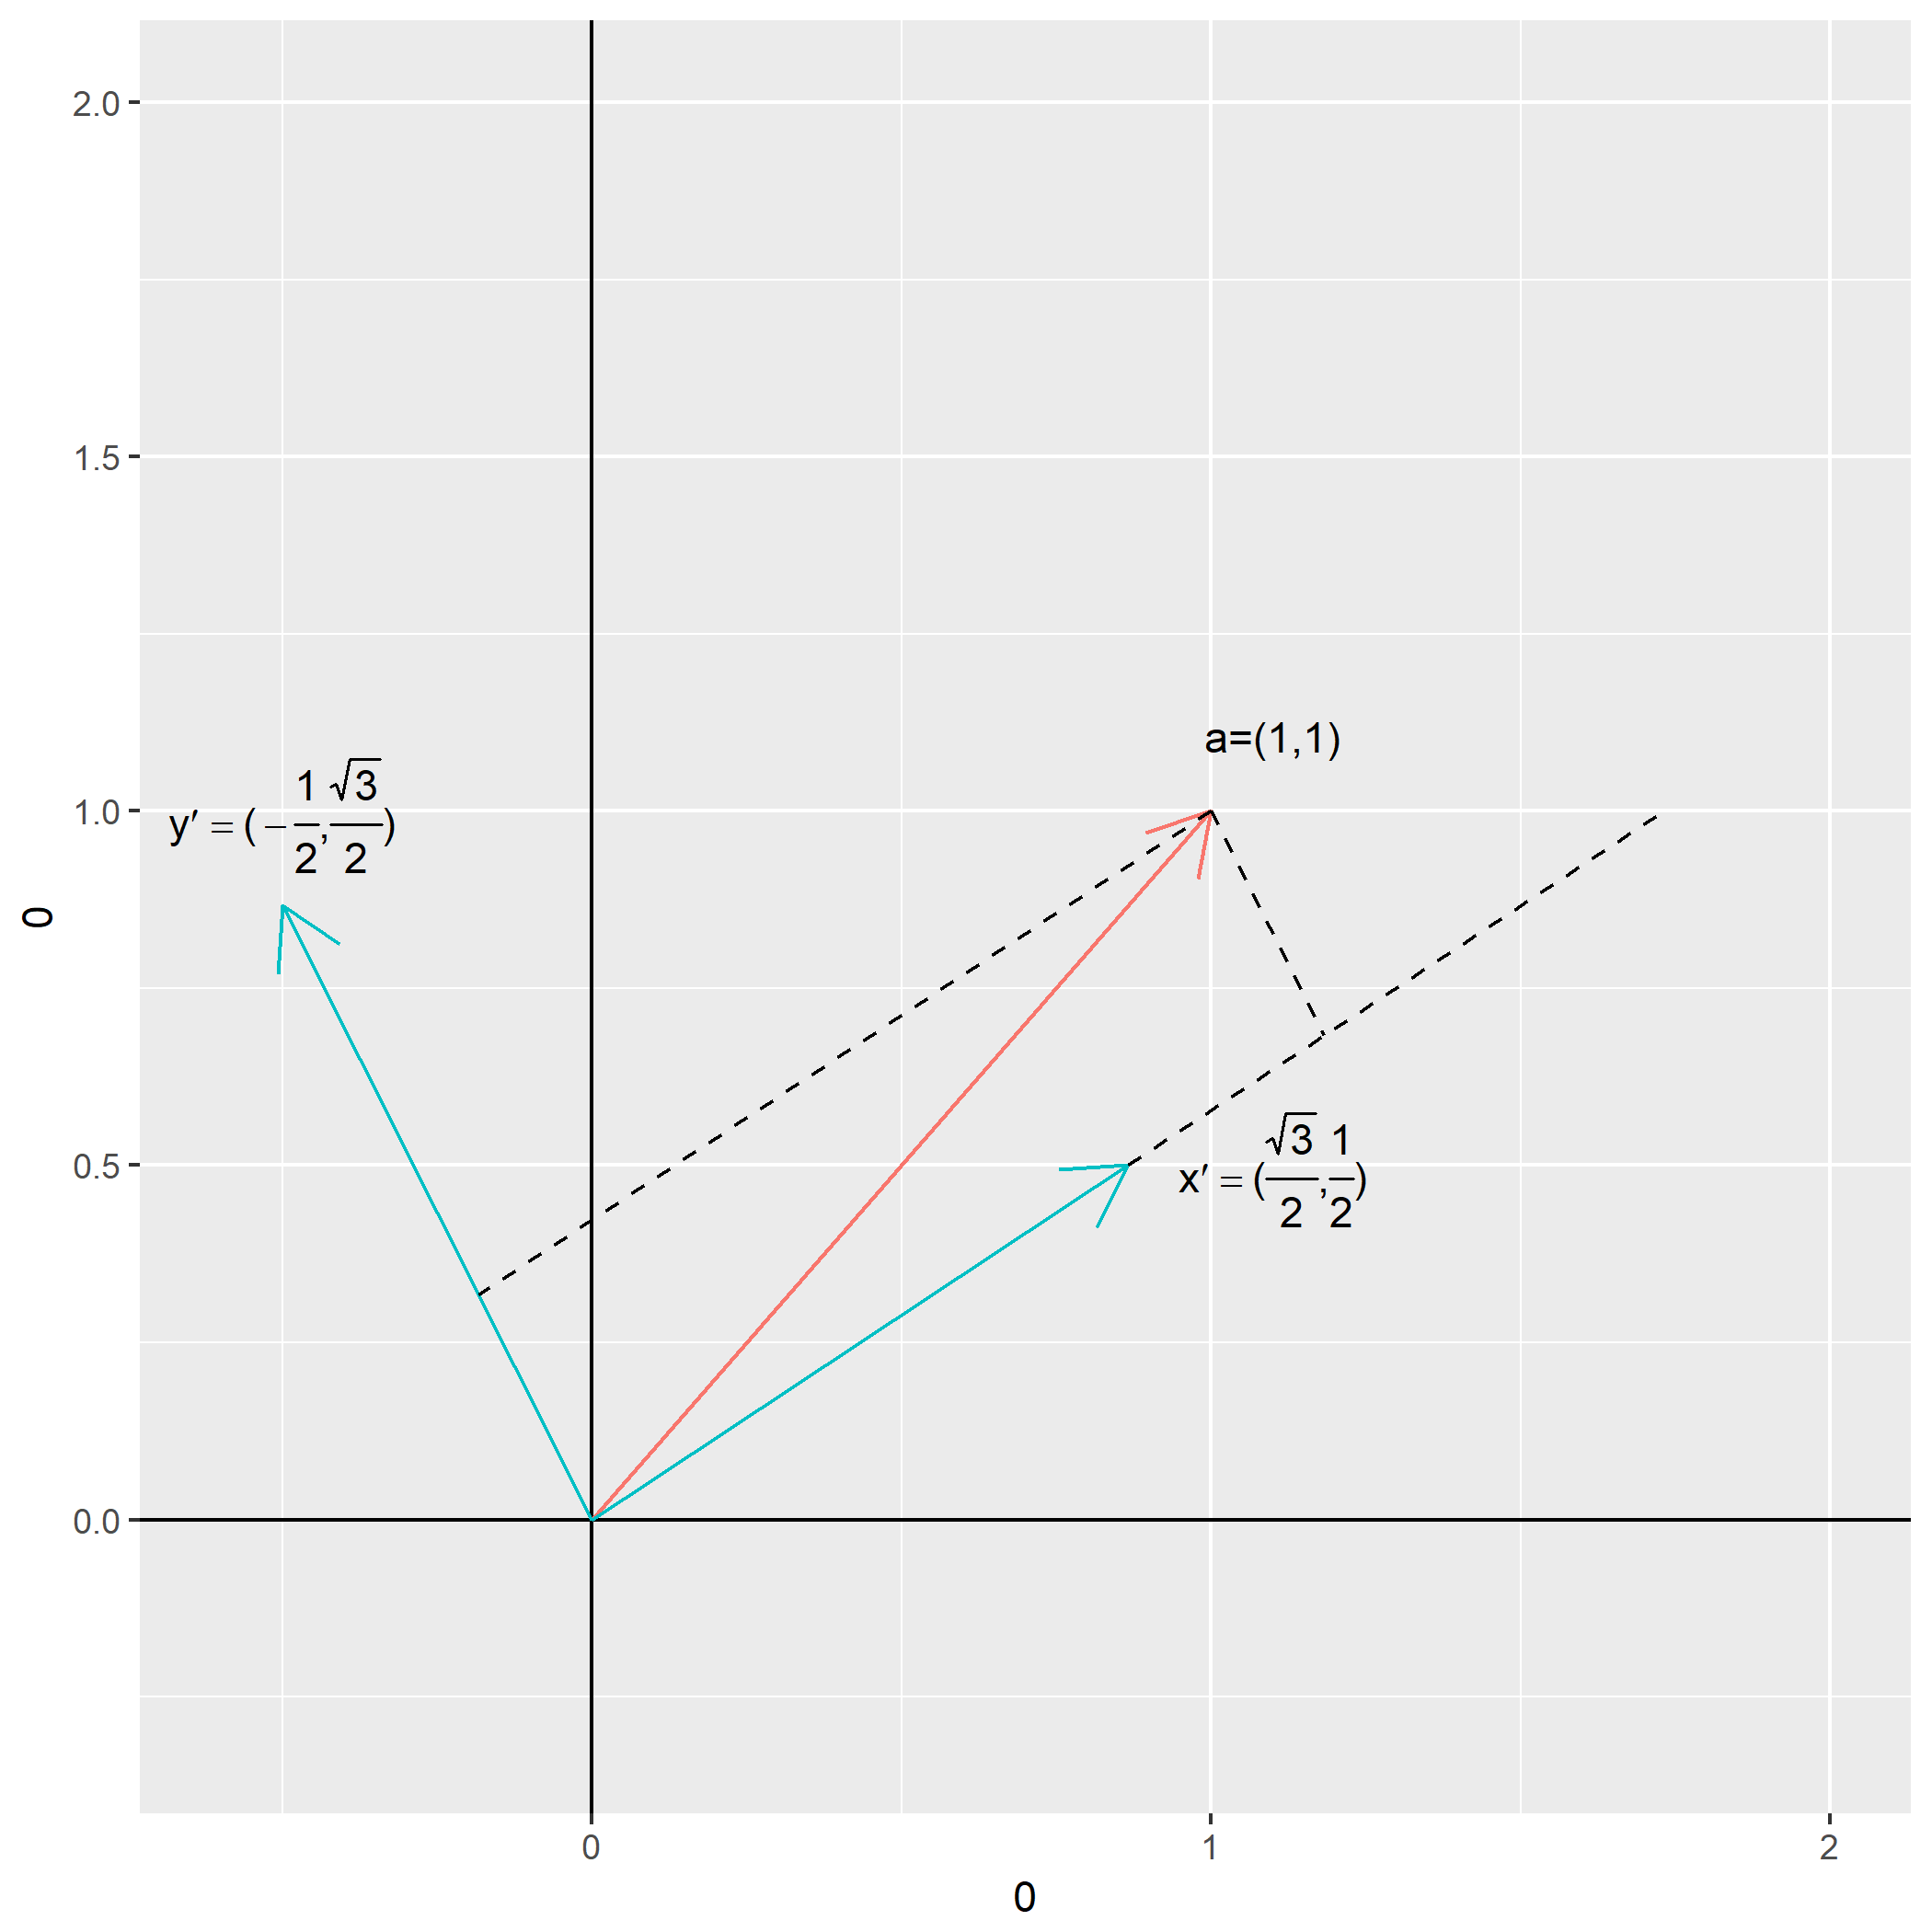 2.0
1.5
a=(1,1)
y′ = (−1/2,√3/2)
1.0
0
x′ = (√3/2,1/2)
0.5
0.0
0 1 2
0